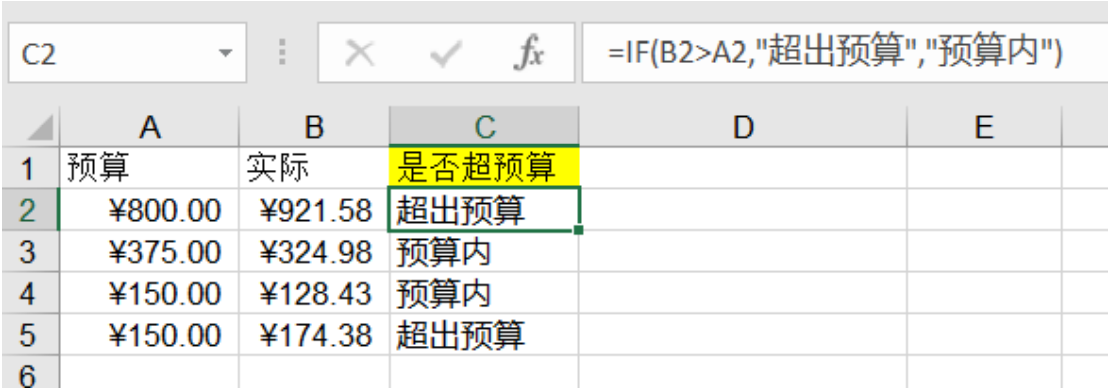 C2 fx =IF(B2>A2,"超出预算","预算内")
A B C D E
1 预算 实际 是否超预算
2 ¥800.00 ¥921.58 超出预算
3 ¥375.00 ¥324.98 预算内
4 ¥150.00 ¥128.43 预算内
5 ¥150.00 ¥174.38 超出预算
6